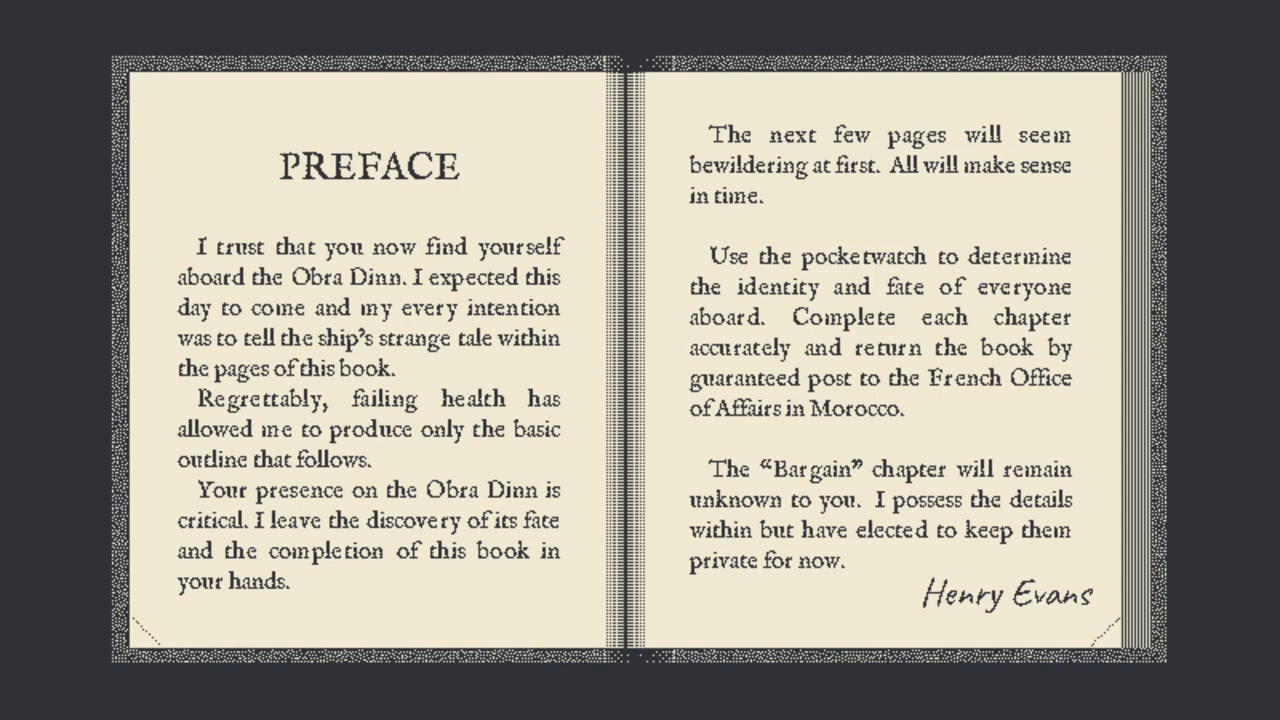 PREFACE
I trust that you now find yourself
aboard the Obra Dinn. I expected this
day to come and my every intention
was to tell the ship's strange tale within
the pages of this book.
Regrettably, failing health has
allowed me to produce only the basic
outline that follows.
Your presence on the Obra Dinn is
critical. I leave the discovery of its fate
and the completion of this book in
your hands.
The next few pages will seem
bewildering at first. All will make sense
in time.
Use the pocketwatch to determine
the identity and fate of everyone
aboard. Complete each chapter
accurately and return the book by
guaranteed post to the French Office
of Affairs in Morocco.
The “Bargain” chapter will remain
unknown to you. I possess the details
within but have elected to keep them
private for now.
Henry Evans